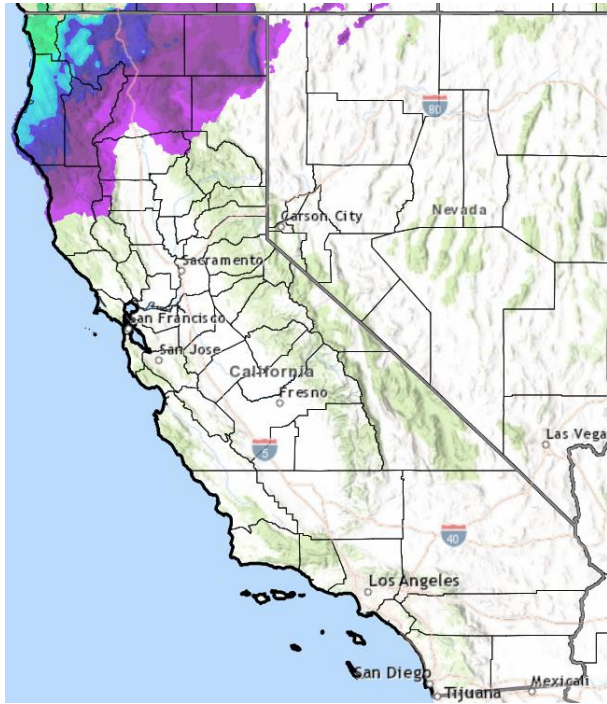 80
Carson City
Nevada
Sacramento
San Francisco
San Jose
California
Fresno
Las Vega
5
40
Los Angeles
San Diego
Mexicali
Tijuana